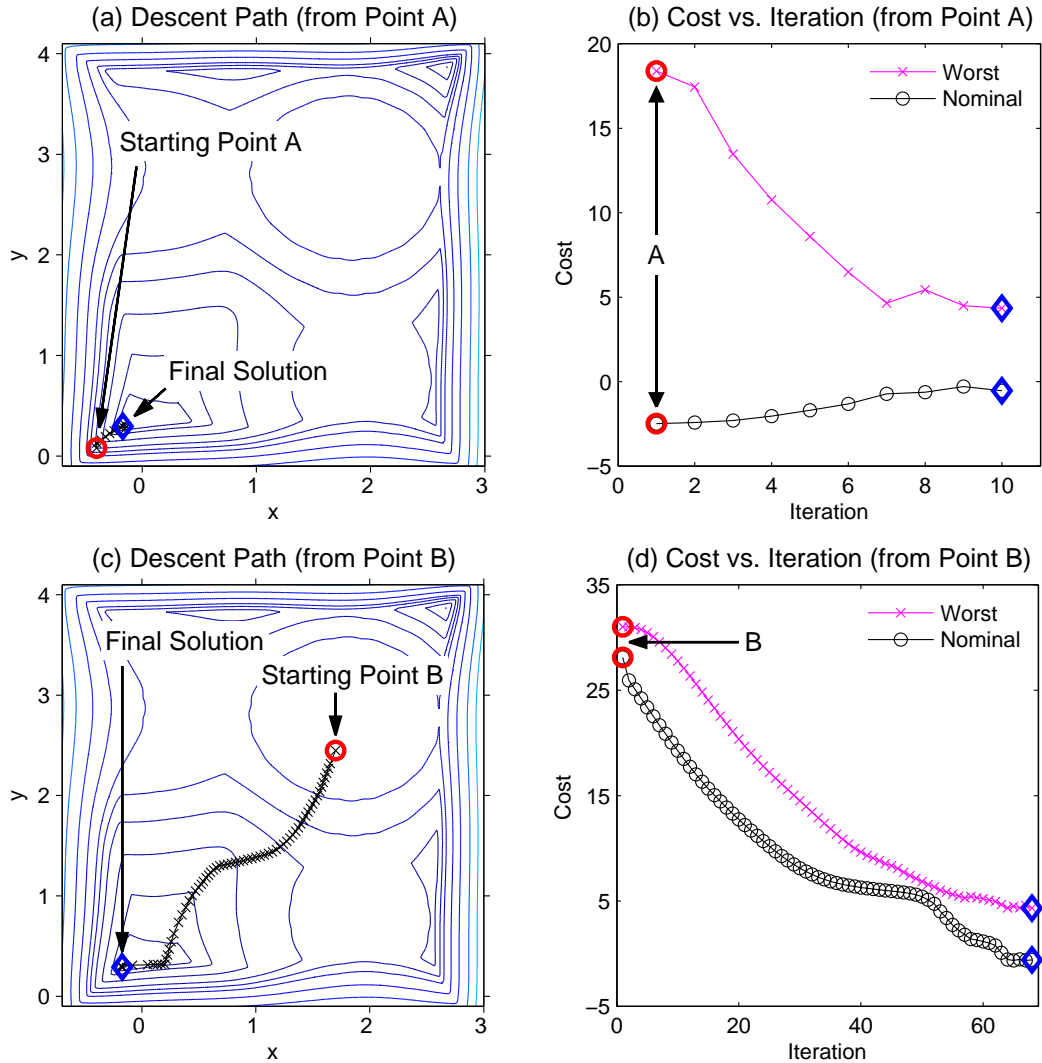 (a) Descent Path (from Point A)
4
3
2
1
0
y
0
1
2
3
x
Starting Point A
Final Solution
(b) Cost vs. Iteration (from Point A)
20
15
10
5
0
−5
Cost
0
2
4
6
8
10
Iteration
Worst
Nominal
A
(c) Descent Path (from Point B)
4
3
2
1
0
y
0
1
2
3
x
Final Solution
Starting Point B
(d) Cost vs. Iteration (from Point B)
35
25
15
5
−5
Cost
0
20
40
60
Iteration
Worst
Nominal
B